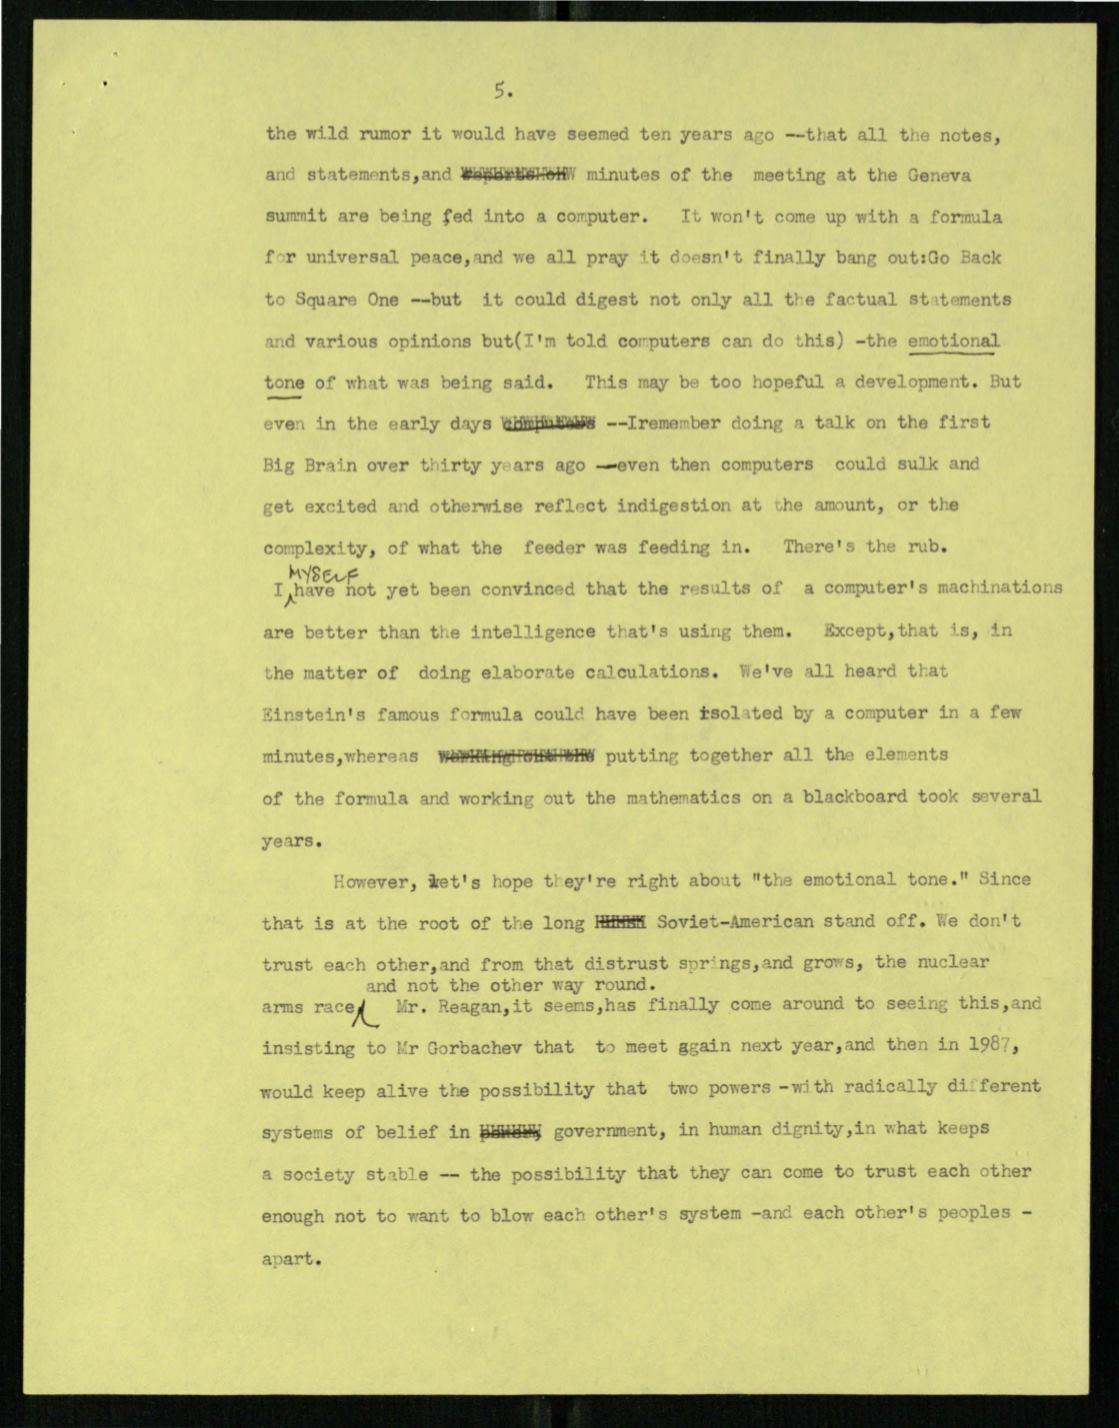 5.
the wild rumor it would have seemed ten years ago --that all the notes,
and statements,and minutes of the meeting at the Geneva
summit are being fed into a computer. It won't come up with a formula
for universal peace,and we all pray it doesn't finally bang out:Go Back
to Square One --but it could digest not only all the factual statements
and various opinions but(I'm told computers can do this) -the emotional
tone of what was being said. This may be too hopeful a development. But
even in the early days --Iremember doing a talk on the first
Big Brain over thirty years ago —even then computers could sulk and
get excited and otherwise reflect indigestion at the amount, or the
complexity, of what the feeder was feeding in. There's the rub.
MYSELF
I have not yet been convinced that the results of a computer's machinations
are better than the intelligence that's using them. Except,that is, in
the matter of doing elaborate calculations. We've all heard that
Einstein's famous formula could have been isolated by a computer in a few
minutes,whereas putting together all the elements
of the formula and working out the mathematics on a blackboard took several
years.
However, let's hope they're right about "the emotional tone." Since
that is at the root of the long Soviet-American stand off. We don't
trust each other,and from that distrust springs,and grows, the nuclear
and not the other way round.
arms race Mr. Reagan,it seems,has finally come around to seeing this,and
insisting to Mr Gorbachev that to meet ggain next year,and then in 1987,
would keep alive the possibility that two powers -with radically different
systems of belief in government, in human dignity,in what keeps
a society stable -- the possibility that they can come to trust each other
enough not to want to blow each other's system -and each other's peoples -
apart.